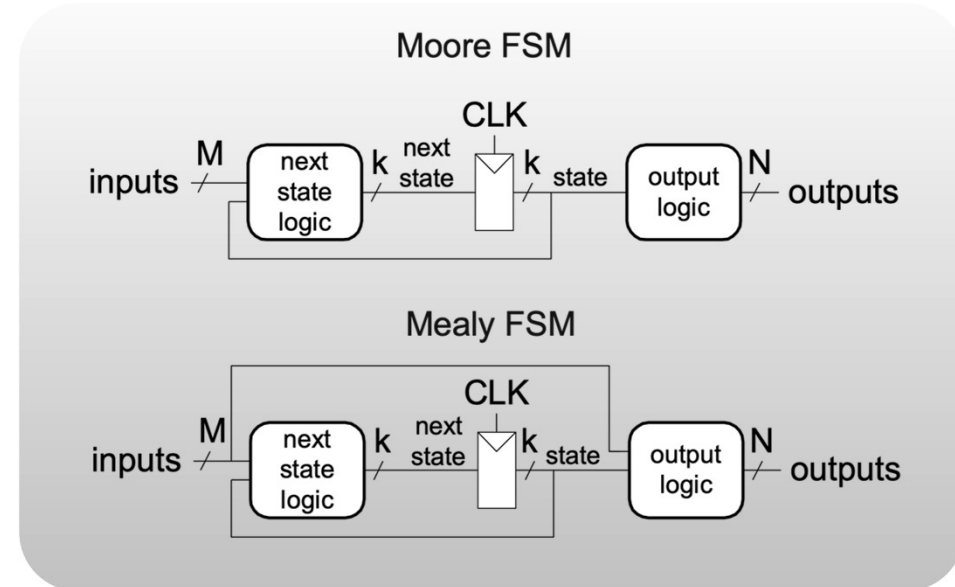 Moore FSM
CLK
inputs M next state logic k next state k state output logic N outputs
Mealy FSM
CLK
inputs M next state logic k next state k state output logic N outputs